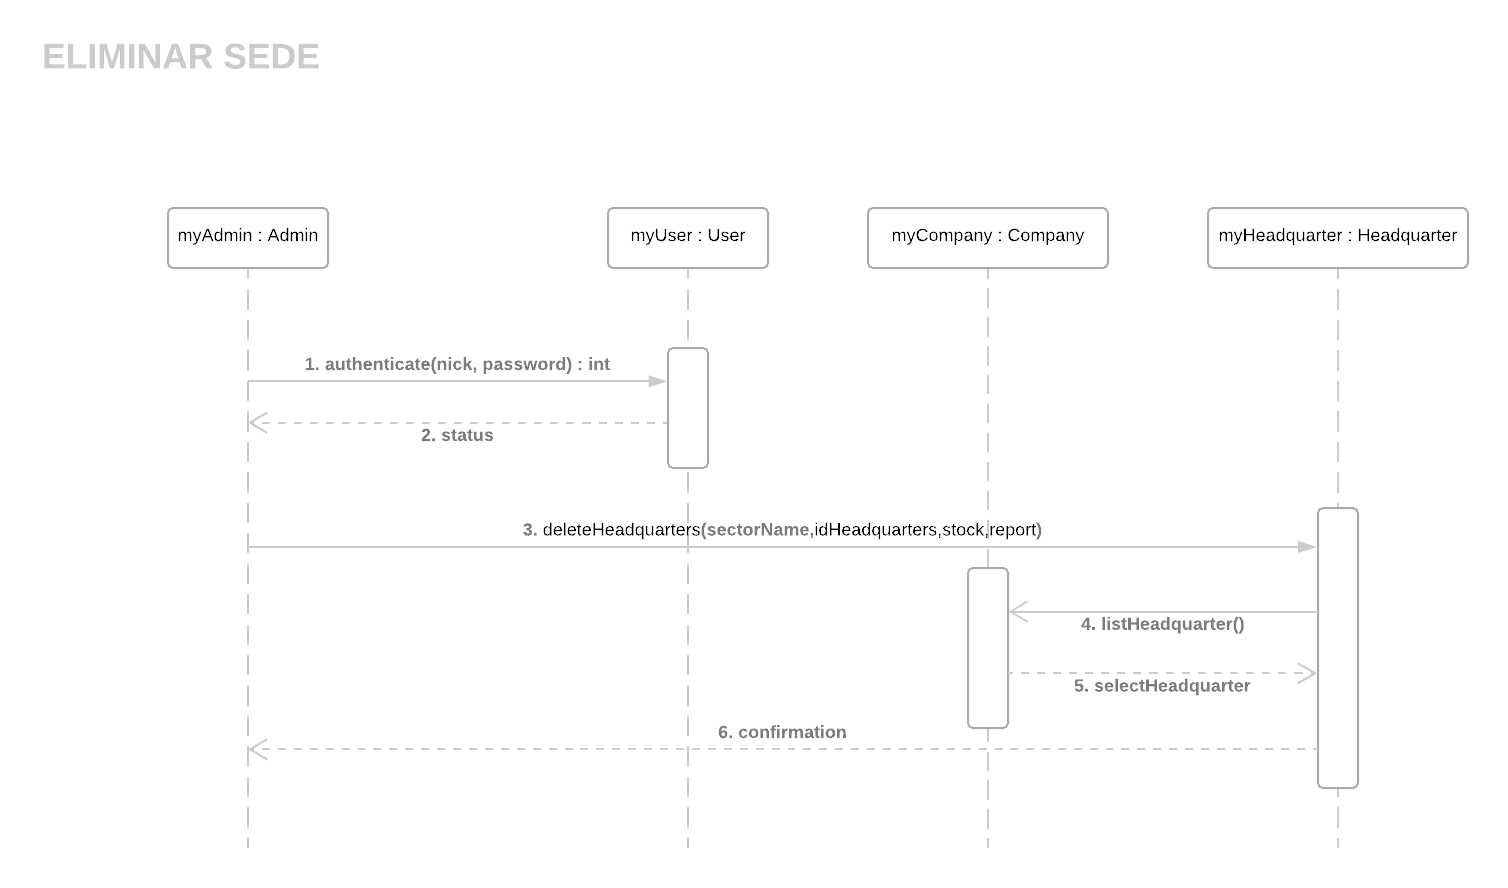 ELIMINAR SEDE
myAdmin : Admin
myUser : User
myCompany : Company
myHeadquarter : Headquarter
1. authenticate(nick, password) : int
2. status
3. deleteHeadquarters(sectorName,idHeadquarters,stock,report)
4. listHeadquarter()
5. selectHeadquarter
6. confirmation